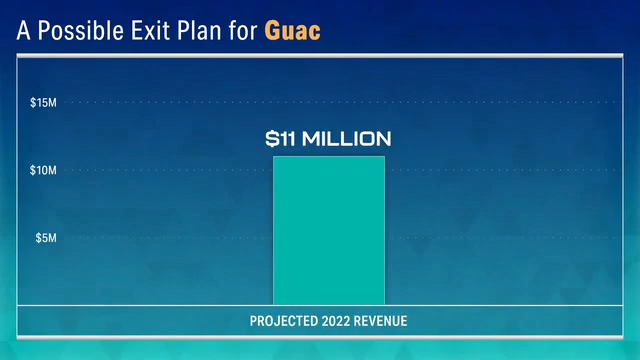 A Possible Exit Plan for Guac
$15M
$11 MILLION
$10M
$5M
PROJECTED 2022 REVENUE